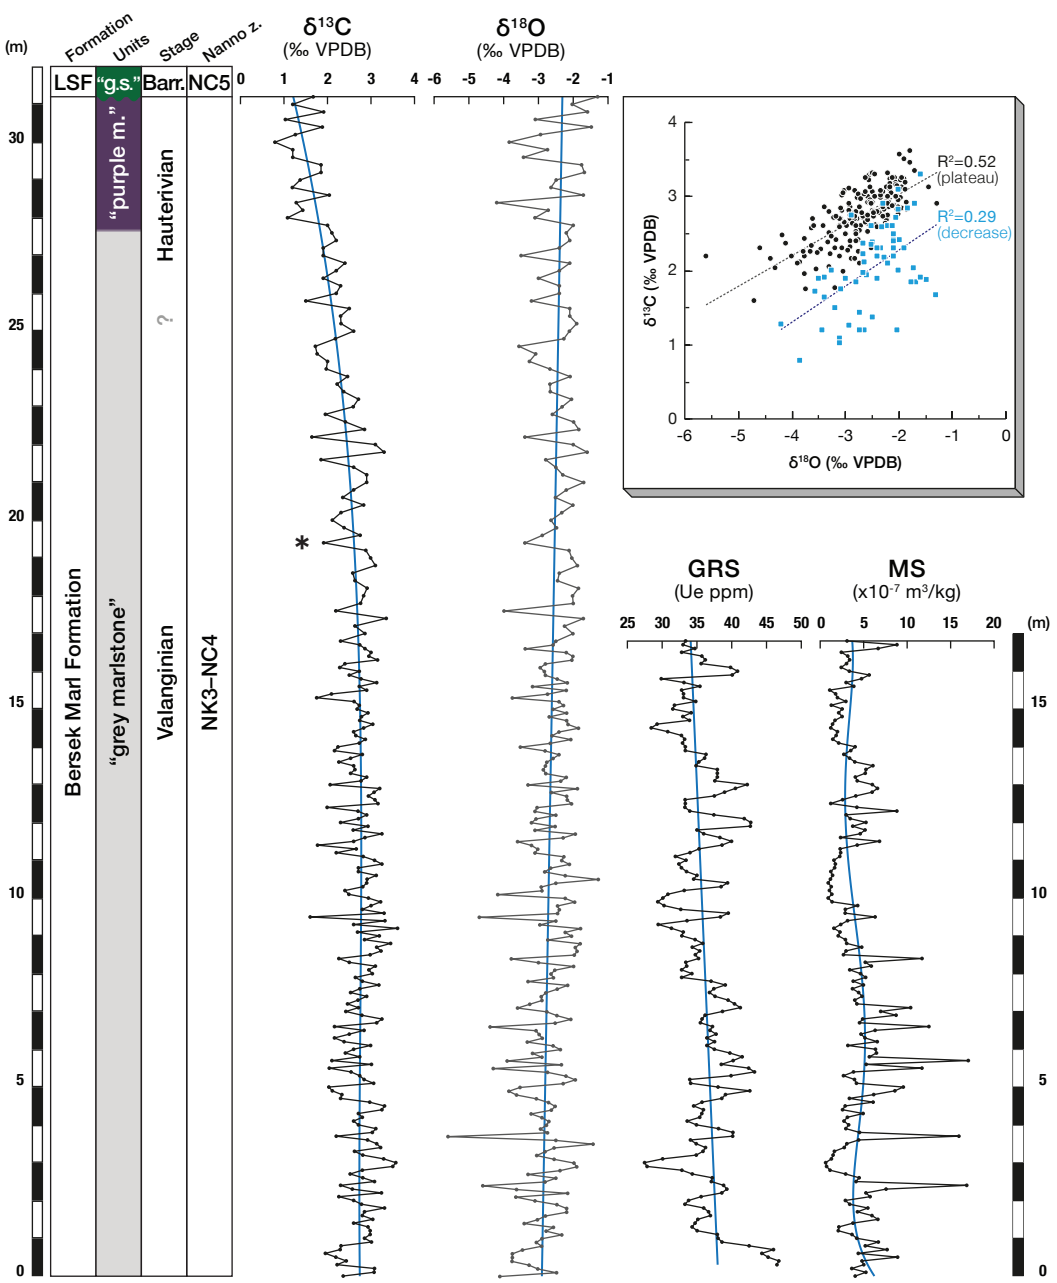 (m)
Formation
Units
Stage
Nanno z.
δ¹³C
(‰ VPDB)
δ¹⁸O
(‰ VPDB)
LSF
“g.s.”
Barr.
NC5
0 1 2 3 4
-6 -5 -4 -3 -2 -1
30
25
20
15
10
5
0
“purple m.”
“grey marlstone”
Bersek Marl Formation
Hauterivian
?
Valanginian
NK3–NC4
*
4
3
2
1
0
δ¹³C (‰ VPDB)
R²=0.52
(plateau)
R²=0.29
(decrease)
-6 -5 -4 -3 -2 -1 0
δ¹⁸O (‰ VPDB)
GRS
(Ue ppm)
MS
(x10⁻⁷ m³/kg)
25 30 35 40 45 50
0 5 10 15 20
(m)
15
10
5
0